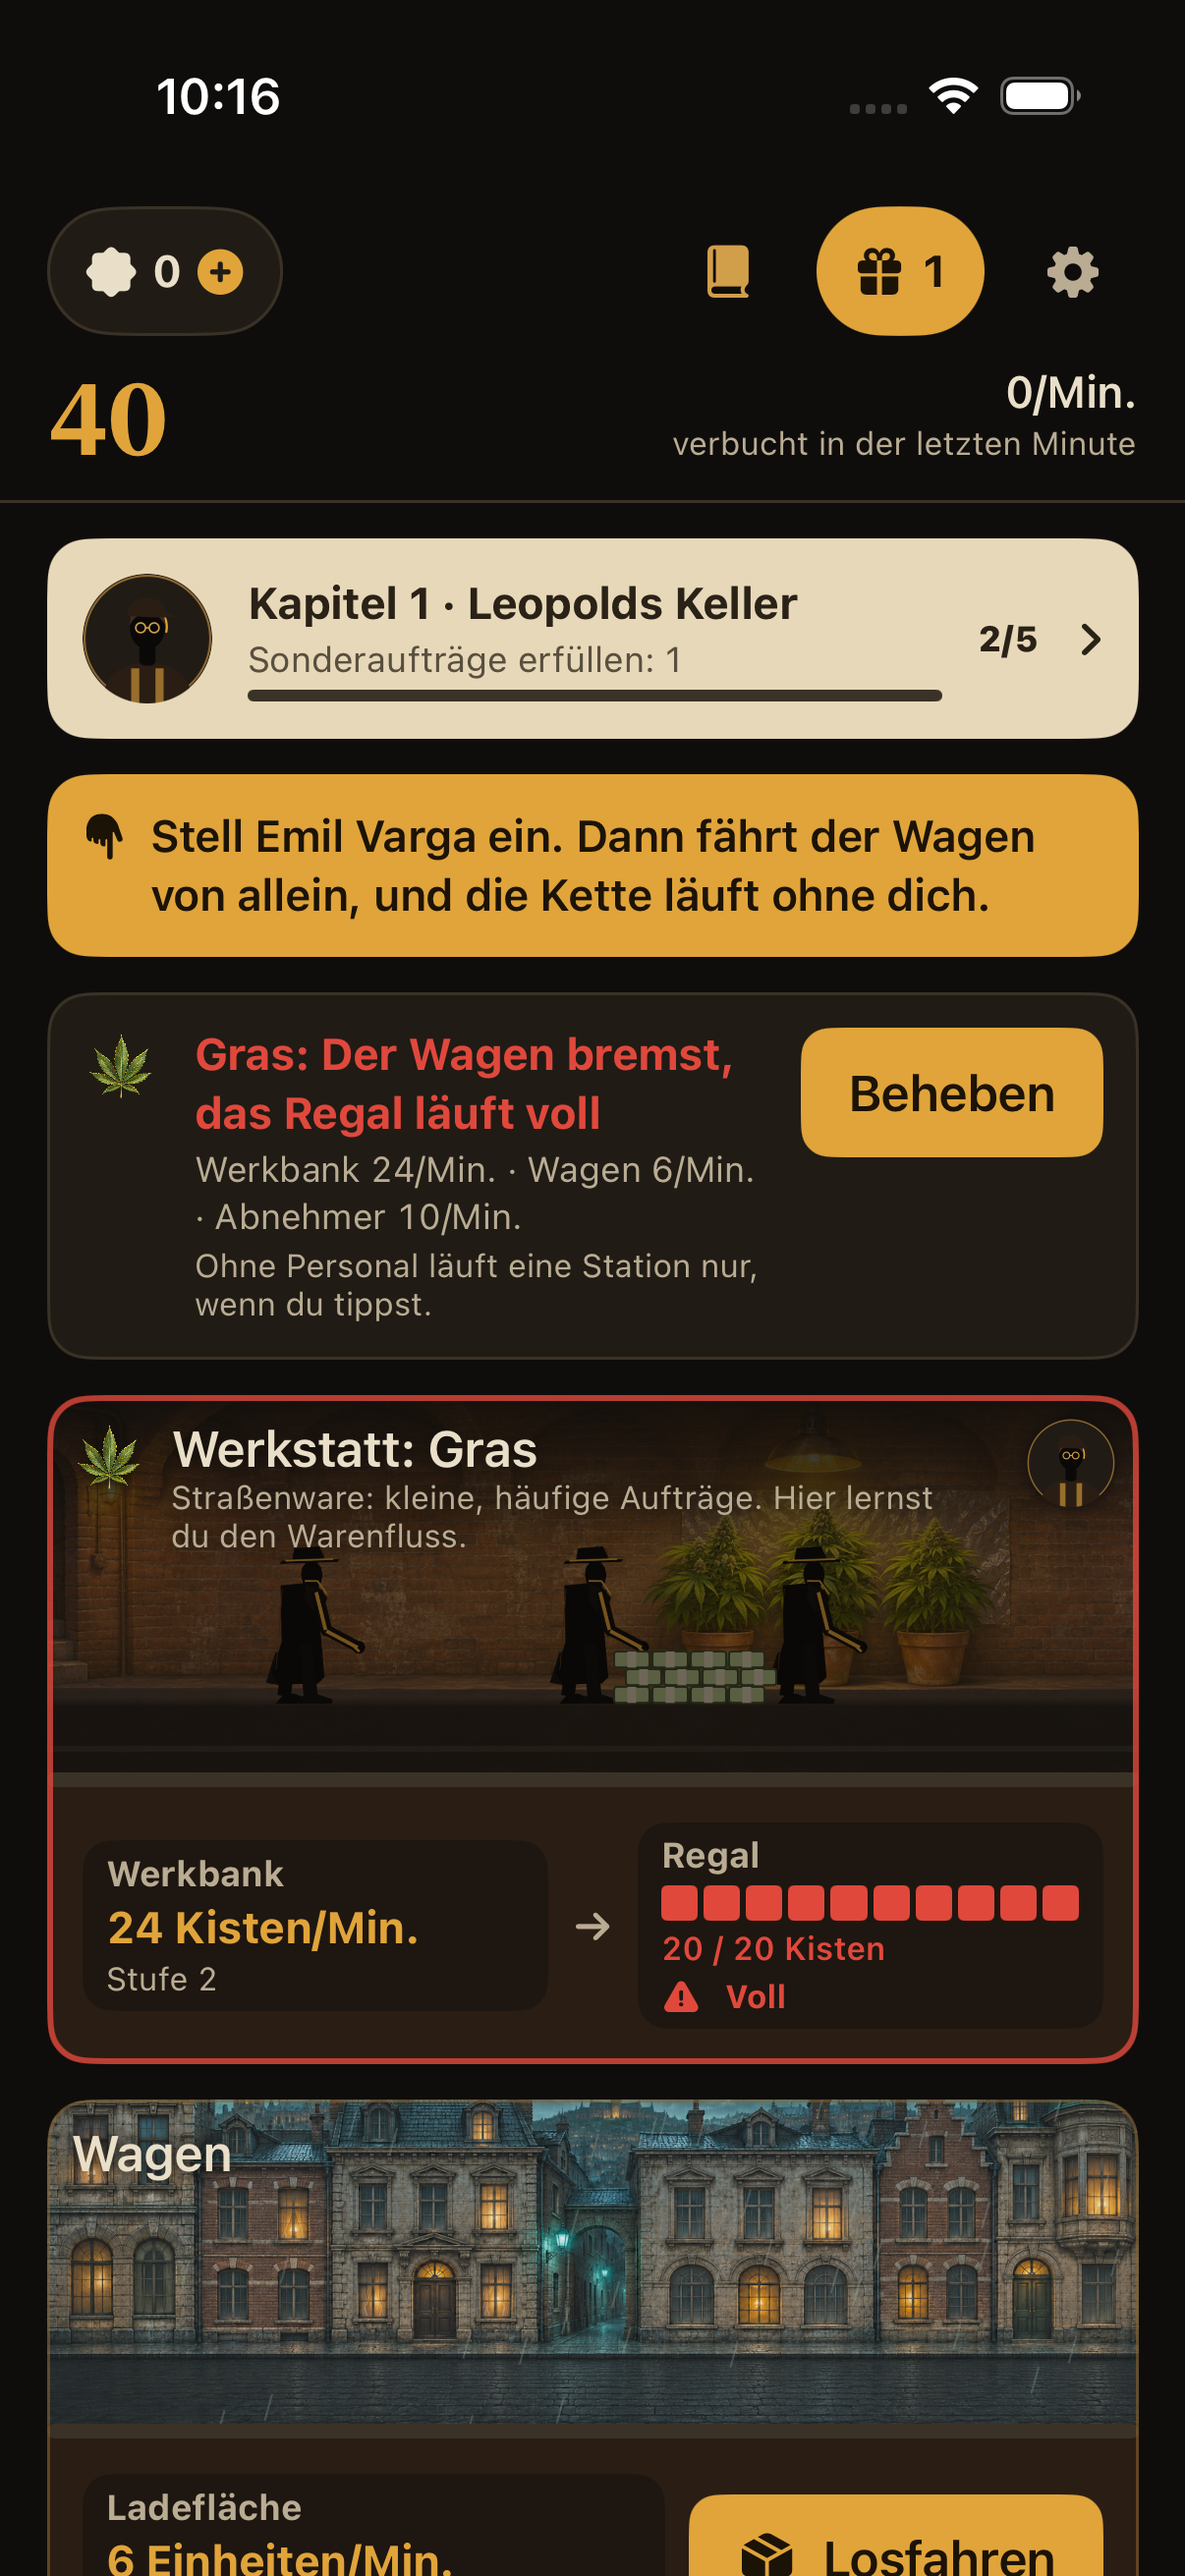 10:16
0
1
40
0/Min.
verbucht in der letzten Minute
Kapitel 1 · Leopolds Keller
Sonderaufträge erfüllen: 1
2/5
Stell Emil Varga ein. Dann fährt der Wagen
von allein, und die Kette läuft ohne dich.
Gras: Der Wagen bremst,
das Regal läuft voll
Beheben
Werkbank 24/Min. · Wagen 6/Min.
· Abnehmer 10/Min.
Ohne Personal läuft eine Station nur,
wenn du tippst.
Werkstatt: Gras
Straßenware: kleine, häufige Aufträge. Hier lernst
du den Warenfluss.
Werkbank
24 Kisten/Min.
Stufe 2
Regal
20 / 20 Kisten
Voll
Wagen
Ladefläche
6 Einheiten/Min.
Losfahren